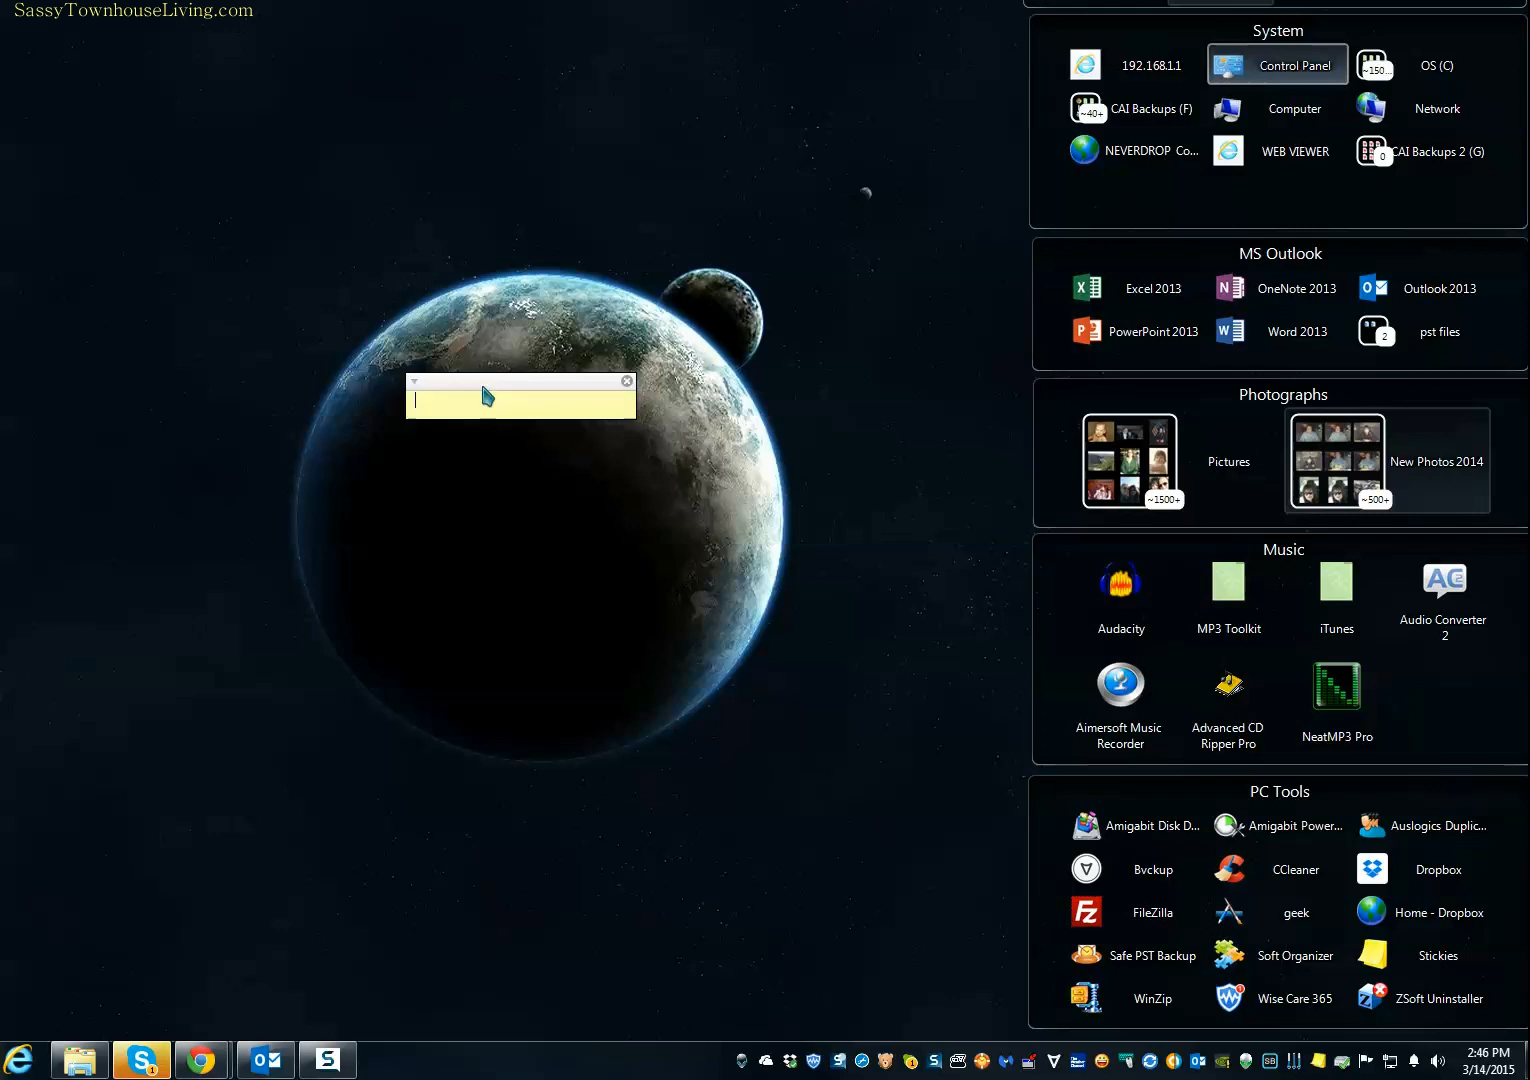 SassyTownhouseLiving.com
System
192.168.1.1
Control Panel
~150...
OS (C)
~40+
CAI Backups (F)
Computer
Network
NEVERDROP Co...
WEB VIEWER
0
CAI Backups 2 (G)
MS Outlook
Excel 2013
OneNote 2013
Outlook 2013
PowerPoint 2013
Word 2013
2
pst files
Photographs
Pictures
~1500+
New Photos 2014
~500+
Music
Audacity
MP3 Toolkit
iTunes
Audio Converter
2
Aimersoft Music
Recorder
Advanced CD
Ripper Pro
NeatMP3 Pro
PC Tools
Amigabit Disk D...
Amigabit Power...
Auslogics Duplic...
Bvckup
CCleaner
Dropbox
FileZilla
geek
Home - Dropbox
Safe PST Backup
Soft Organizer
Stickies
WinZip
Wise Care 365
ZSoft Uninstaller
2:46 PM
3/14/2015